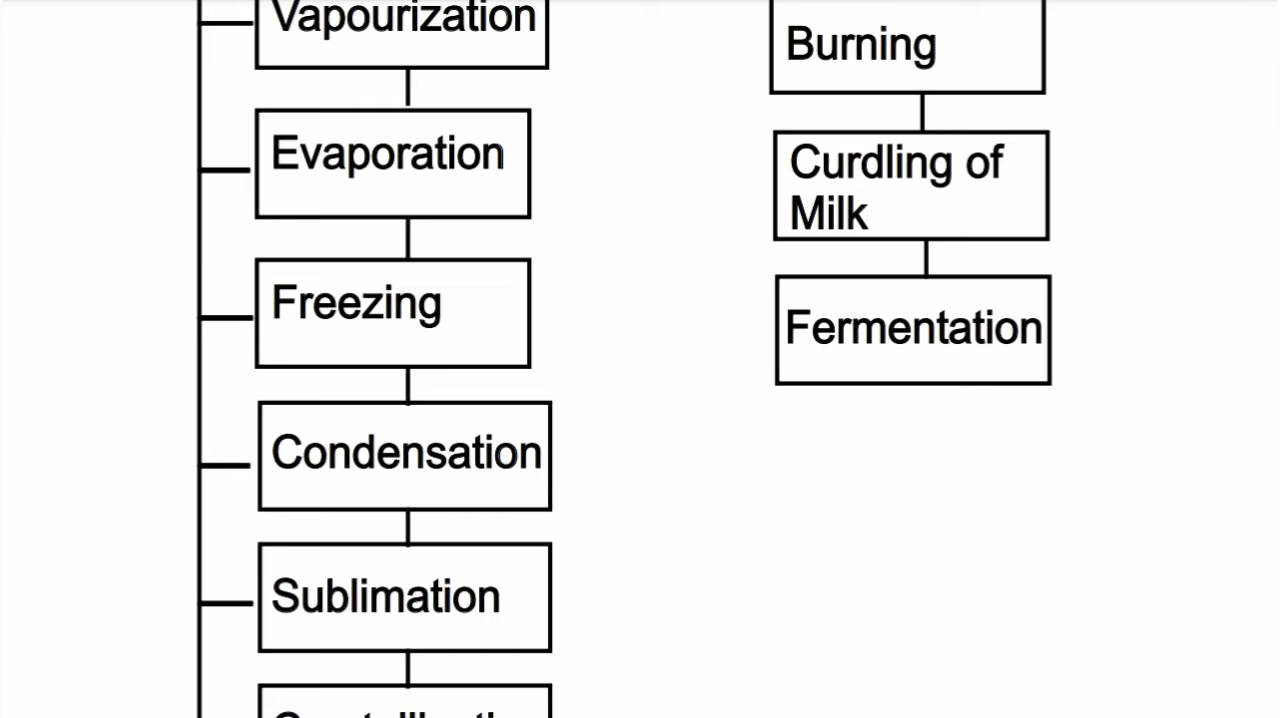 Vapourization
Evaporation
Freezing
Condensation
Sublimation
Burning
Curdling of
Milk
Fermentation